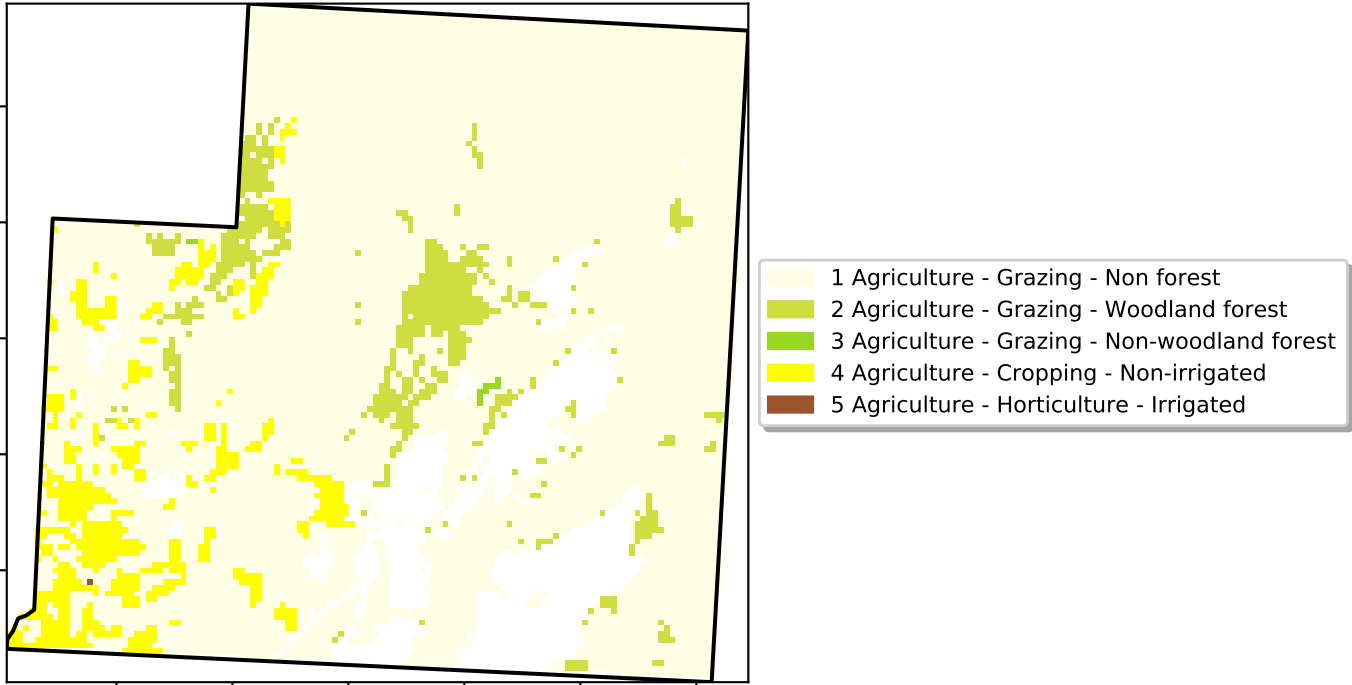 1 Agriculture - Grazing - Non forest
2 Agriculture - Grazing - Woodland forest
3 Agriculture - Grazing - Non-woodland forest
4 Agriculture - Cropping - Non-irrigated
5 Agriculture - Horticulture - Irrigated